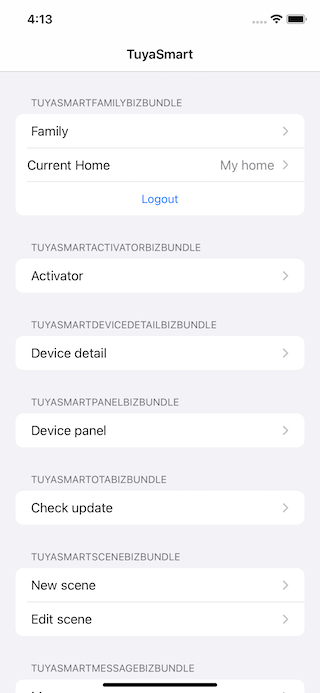 4:13
TuyaSmart
TUYASMARTFAMILYBIZBUNDLE
Family
Current Home My home
Logout
TUYASMARTACTIVATORBIZBUNDLE
Activator
TUYASMARTDEVICEDETAILBIZBUNDLE
Device detail
TUYASMARTPANELBIZBUNDLE
Device panel
TUYASMARTOTABIZBUNDLE
Check update
TUYASMARTSCENEBIZBUNDLE
New scene
Edit scene
TUYASMARTMESSAGEBIZBUNDLE